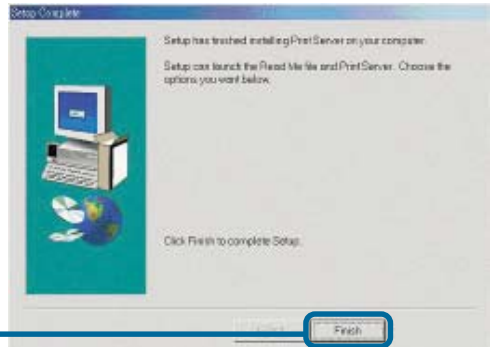 Setup Complete
Setup has finished installing Print Server on your computer.
Setup can launch the Read Me file and Print Server. Choose the
options you want below.
Click Finish to complete Setup.
Finish